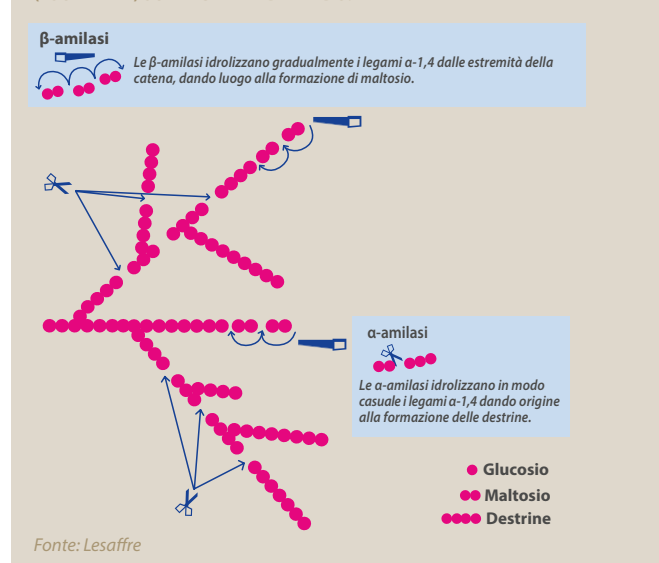 β-amilasi
Le β-amilasi idrolizzano gradualmente i legami α-1,4 dalle estremità della
catena, dando luogo alla formazione di maltosio.
α-amilasi
Le α-amilasi idrolizzano in modo
casuale i legami α-1,4 dando origine
alla formazione delle destrine.
Glucosio
Maltosio
Destrine
Fonte: Lesaffre